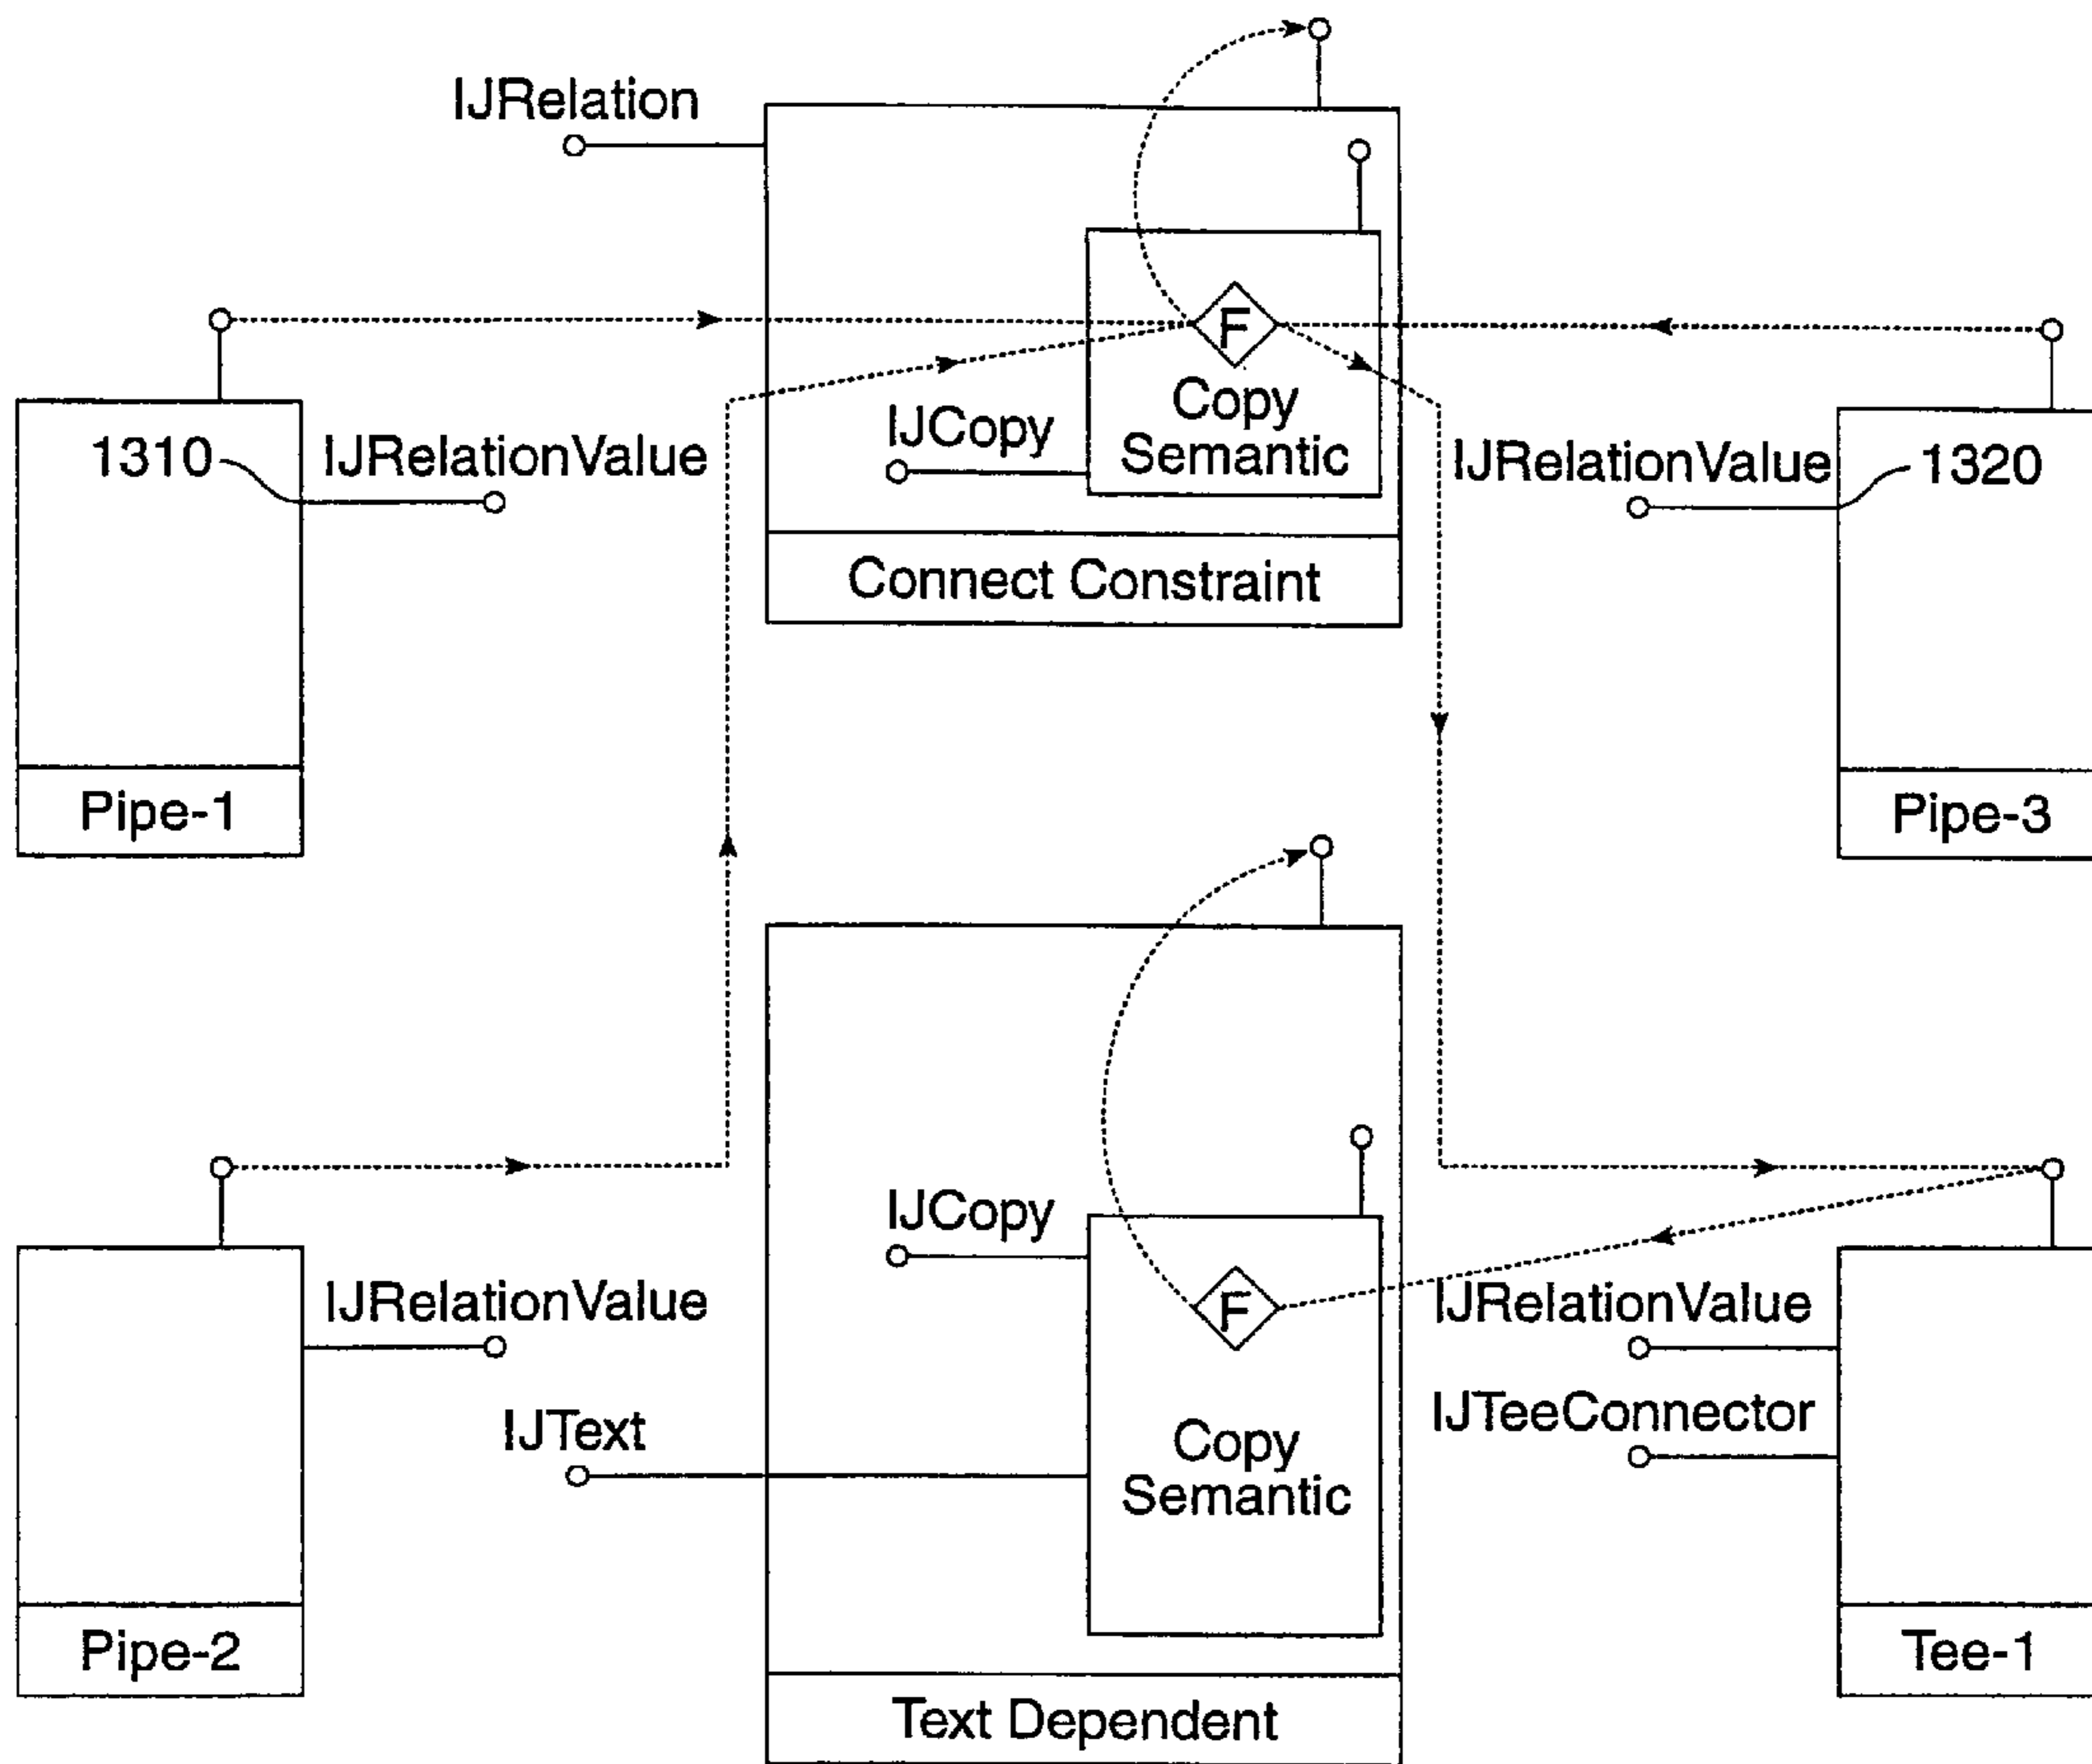 IJRelation
F
Copy
Semantic
IJCopy
Connect Constraint
1310
IJRelationValue
Pipe-1
IJRelationValue
1320
Pipe-3
IJCopy
F
Copy
Semantic
IJText
Text Dependent
IJRelationValue
Pipe-2
IJRelationValue
IJTeeConnector
Tee-1